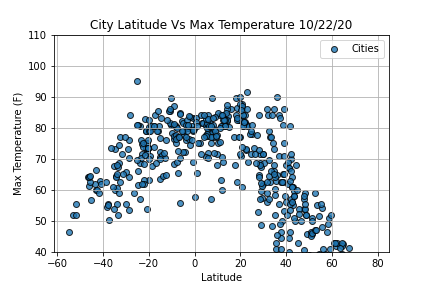 City Latitude Vs Max Temperature 10/22/20
Cities
110
100
90
80
70
60
50
40
Max Temperature (F)
−60 −40 −20 0 20 40 60 80
Latitude